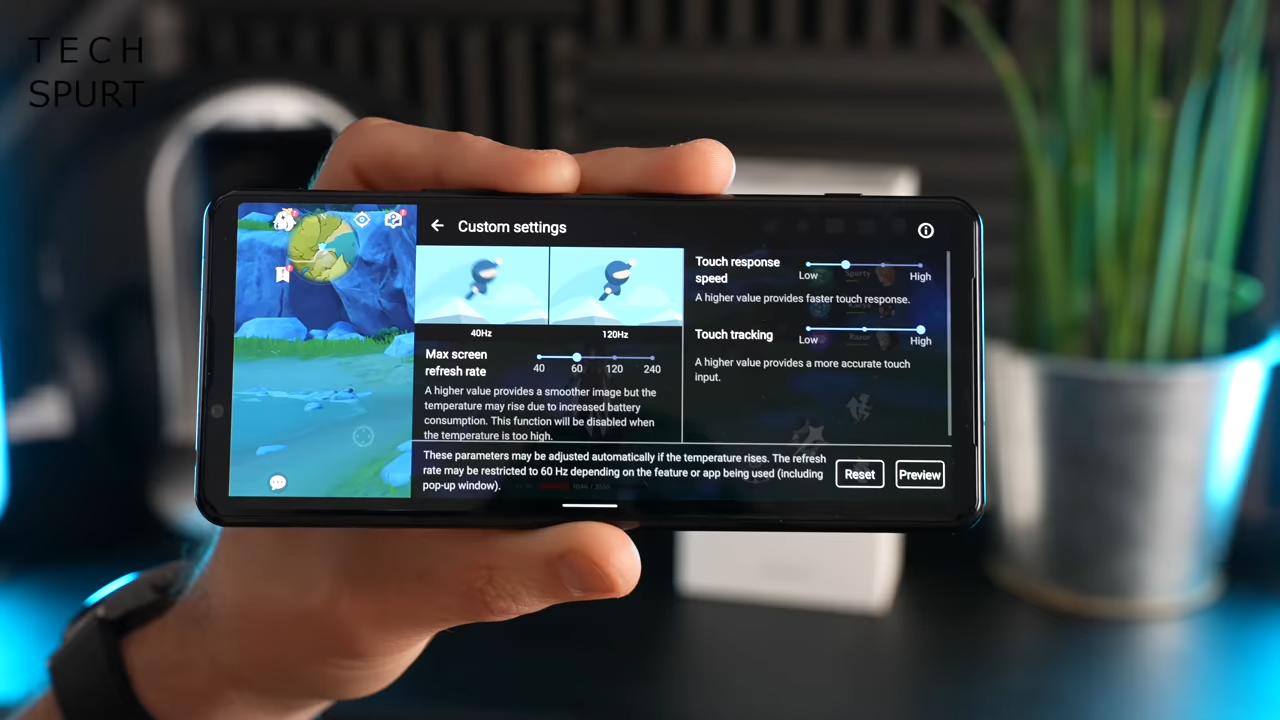 TECH
SPURT
Custom settings
40Hz
120Hz
Max screen
refresh rate
40 60 120 240
A higher value provides a smoother image but the
temperature may rise due to increased battery
consumption. This function will be disabled when
the temperature is too high.
Touch response
speed
Low High
A higher value provides faster touch response.
Touch tracking
Low High
A higher value provides a more accurate touch
input.
These parameters may be adjusted automatically if the temperature rises. The refresh
rate may be restricted to 60 Hz depending on the feature or app being used (including
pop-up window).
Reset
Preview